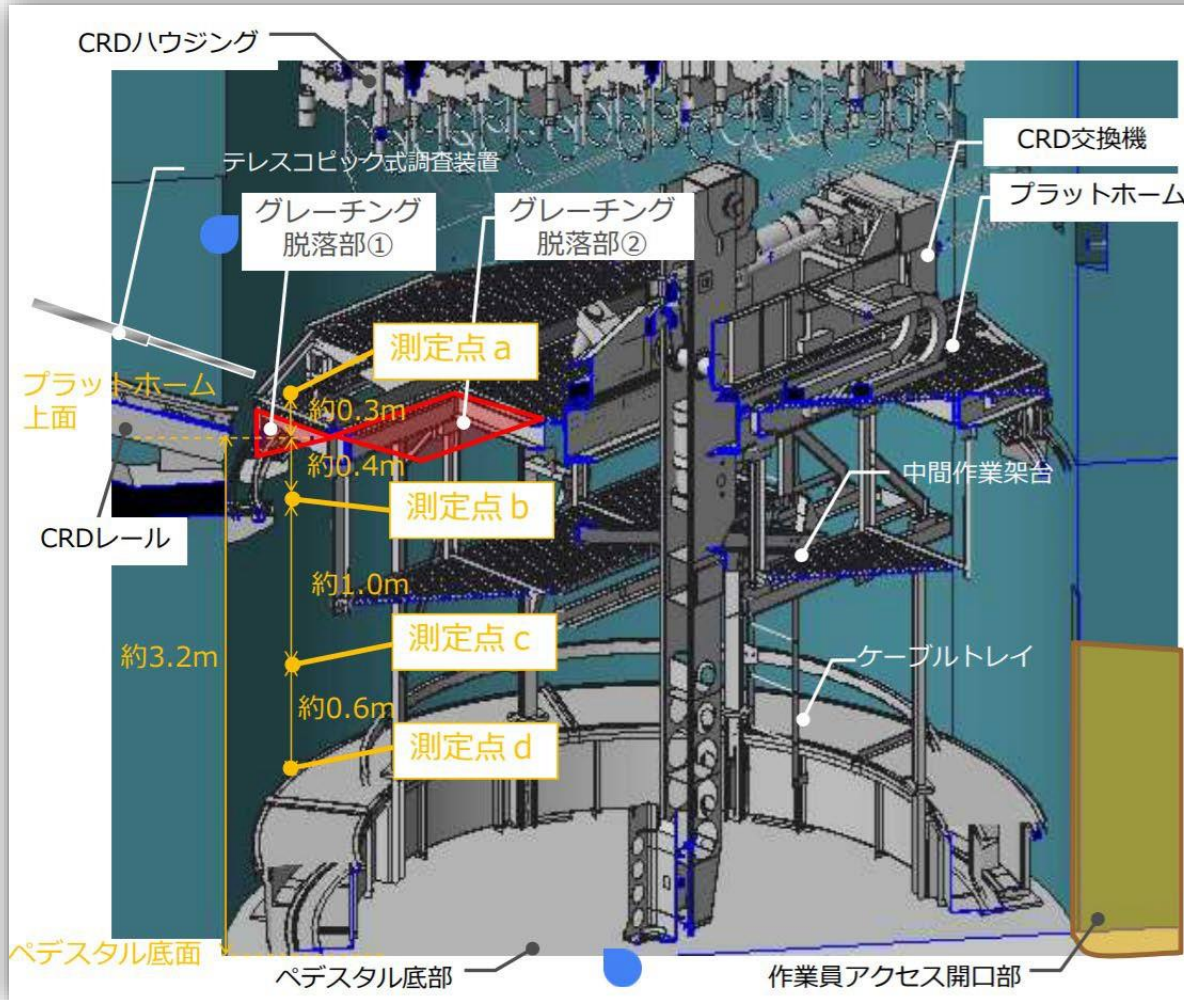 CRDハウジング
テレスコピック式調査装置
CRD交換機
プラットホーム
グレーチング
脱落部①
グレーチング
脱落部②
測定点a
プラットホーム
上面
約0.3m
約0.4m
中間作業架台
測定点b
CRDレール
約1.0m
測定点c
約3.2m
ケーブルトレイ
約0.6m
測定点d
ペデスタル底面
ペデスタル底部
作業員アクセス開口部